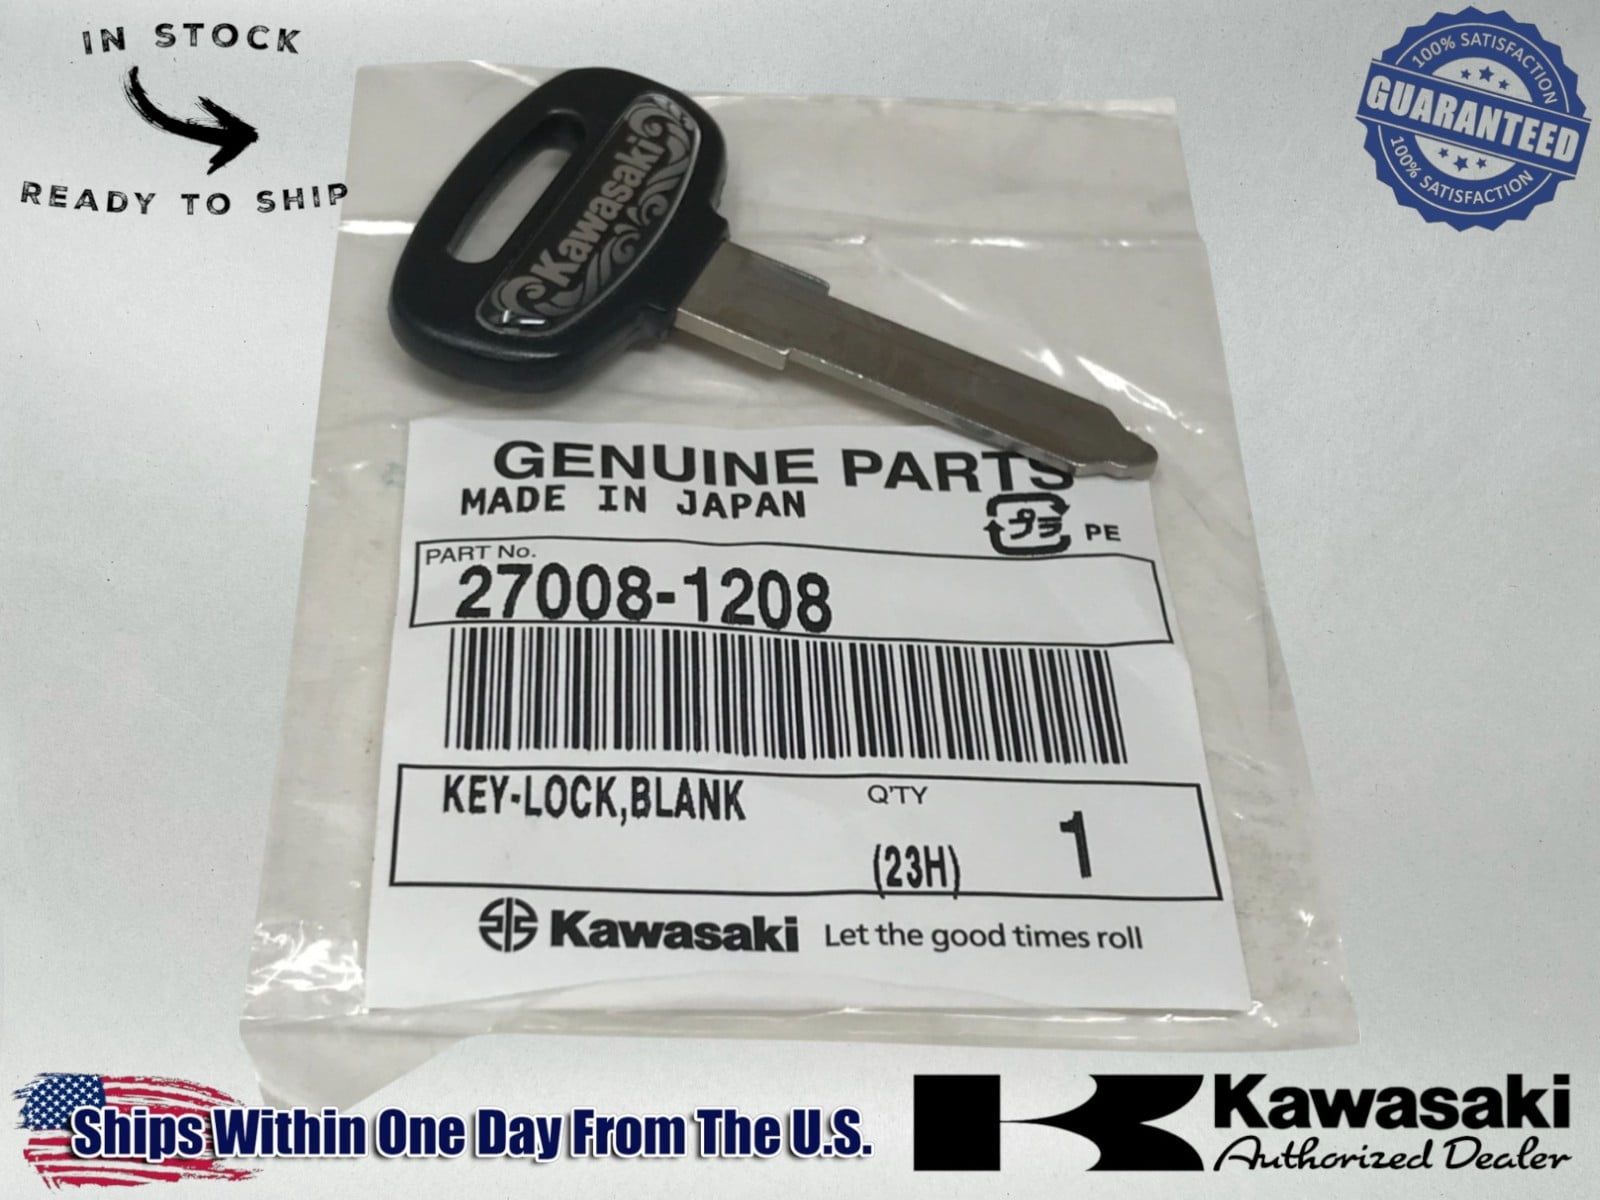 IN STOCK
READY TO SHIP
100% SATISFACTION
GUARANTEED
100% SATISFACTION
Kawasaki
GENUINE PARTS
MADE IN JAPAN
プラ PE
PART No.
27008-1208
KEY-LOCK,BLANK
Q'TY
(23H) 1
Kawasaki Let the good times roll
Ships Within One Day From The U.S.
Kawasaki
Authorized Dealer